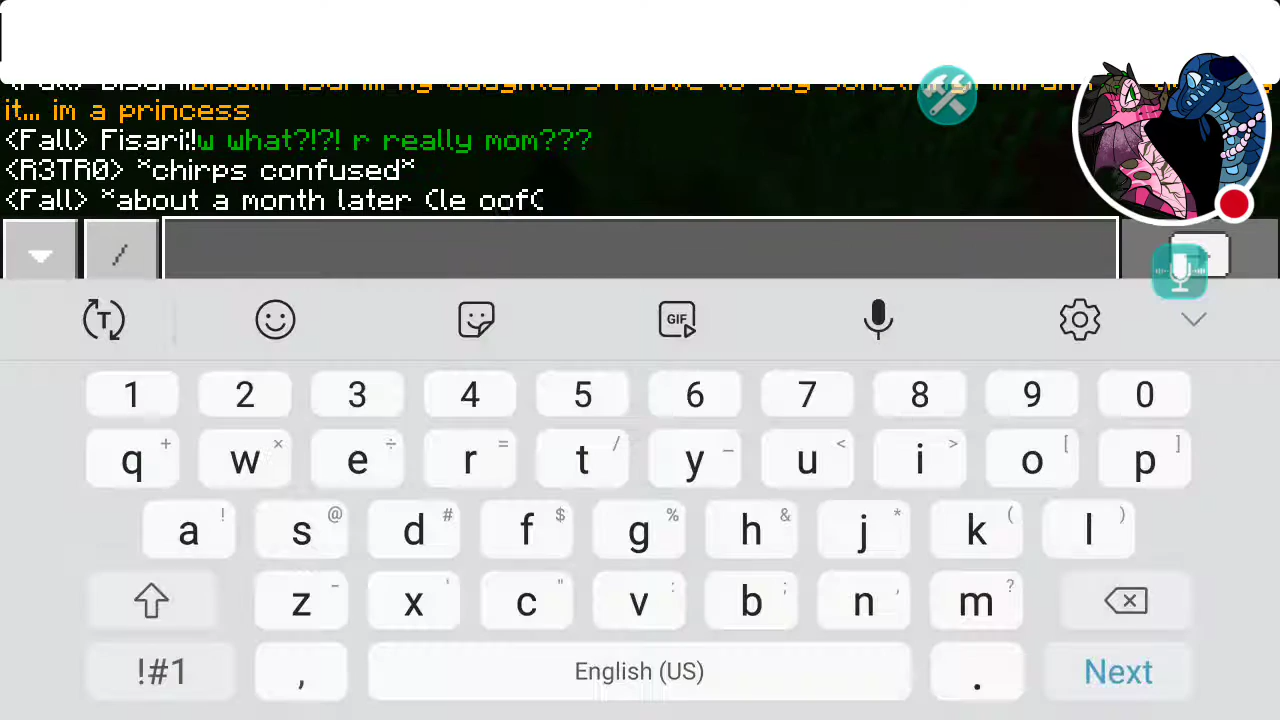 it... im a princess
<Fall> Fisari:!w what?!?! r really mom???
<R3TR0> *chirps confused*
<Fall> *about a month later (le oof(
/
T
GIF
1 2 3 4 5 6 7 8 9 0
q + w × e ÷ r = t / y _ u < i > o [ p ]
a ! s @ d # f $ g % h & j * k ( l )
z - x ' c " v : b ; n , m ?
!#1 , English (US) . Next